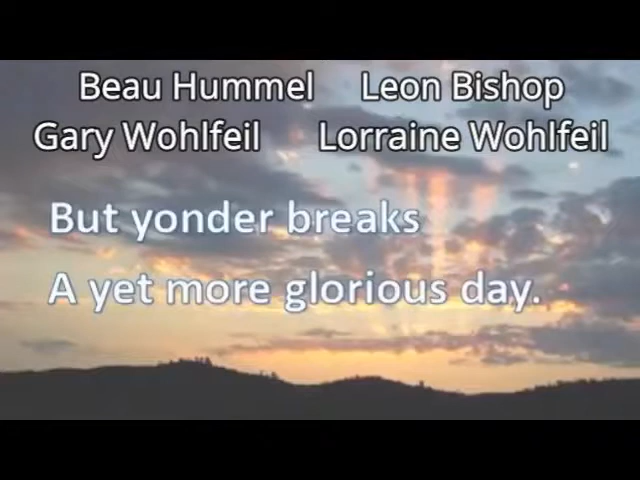 Beau Hummel Leon Bishop
Gary Wohlfeil Lorraine Wohlfeil
But yonder breaks
A yet more glorious day.